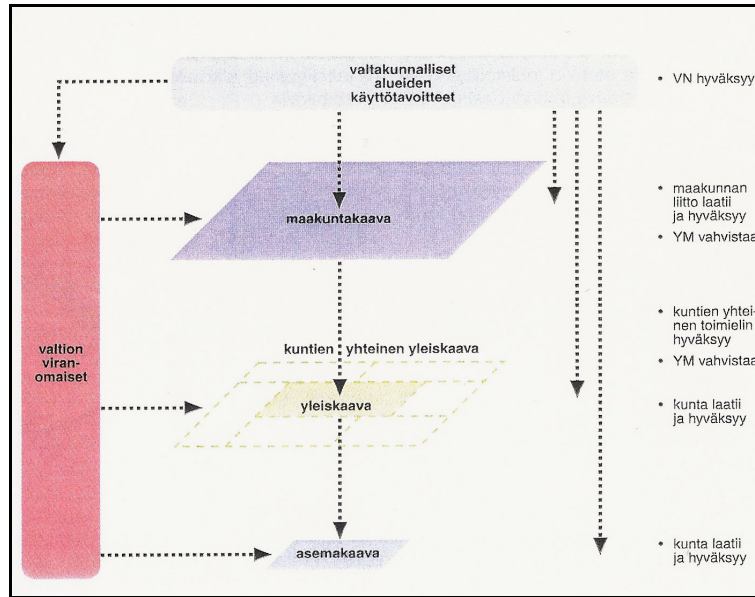 valtakunnalliset
alueiden
käyttötavoitteet
• VN hyväksyy
maakuntakaava
• maakunnan
liitto laatii
ja hyväksyy
• YM vahvistaa
valtion
viran-
omaiset
kuntien yhteinen yleiskaava
• kuntien yhtei-
nen toimielin
hyväksyy
• YM vahvistaa
yleiskaava
• kunta laatii
ja hyväksyy
asemakaava
• kunta laatii
ja hyväksyy